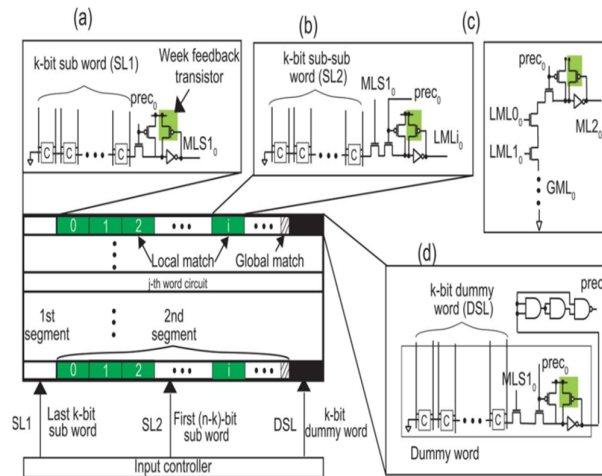 (a)
k-bit sub word (SL1)
Week feedback
transistor
prec0
MLS10
C C C
(b)
k-bit sub-sub
word (SL2)
MLS10
prec0
LMLi0
C C C
(c)
prec0
LML00
ML20
LML10
GML0
0 1 2 i
Local match
Global match
j-th word circuit
1st
segment
2nd
segment
0 1 2 i
SL1
Last k-bit
sub word
SL2
First (n-k)-bit
sub word
DSL
k-bit
dummy word
Input controller
(d)
k-bit dummy
word (DSL)
prec
MLS10
prec0
C C C
Dummy word